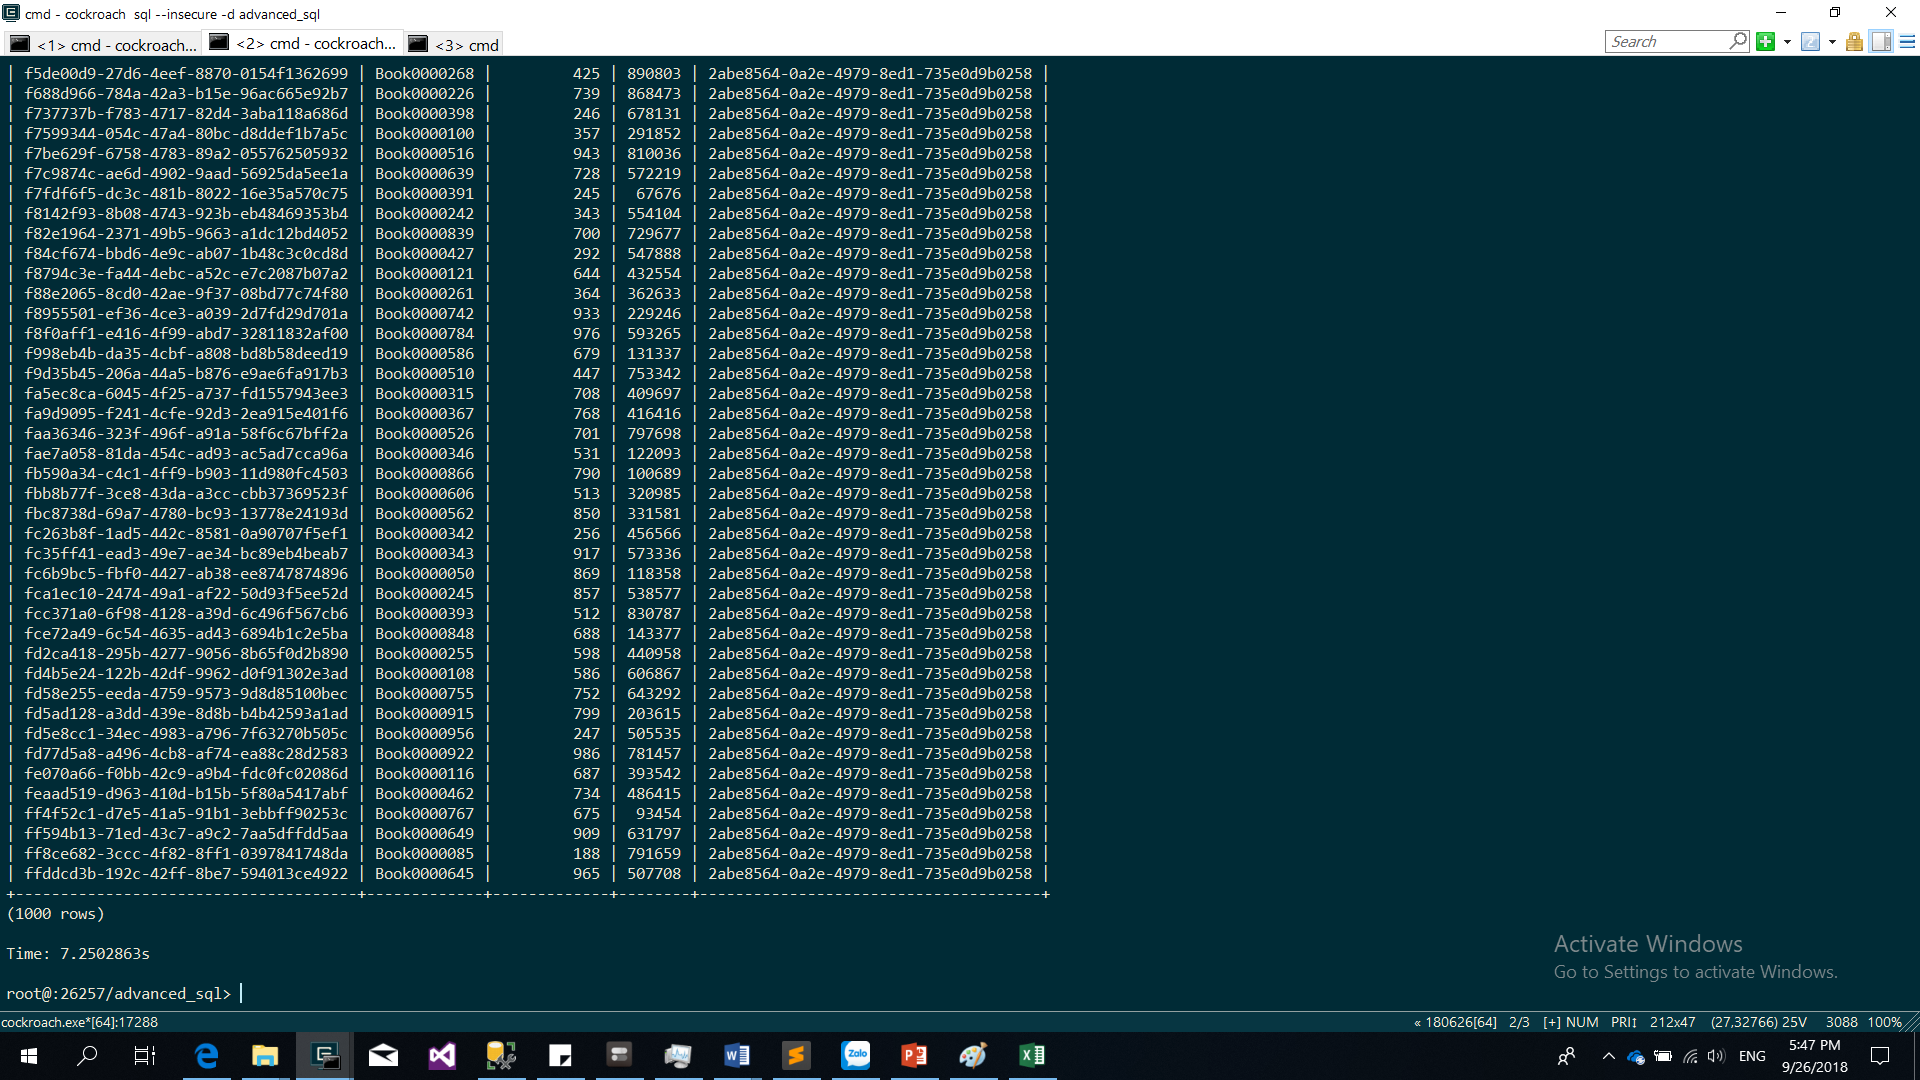 cmd - cockroach  sql --insecure -d advanced_sql
<1> cmd - cockroach... <2> cmd - cockroach... <3> cmd Search
| f5de00d9-27d6-4eef-8870-0154f1362699 | Book0000268 | 425 | 890803 | 2abe8564-0a2e-4979-8ed1-735e0d9b0258 |
| f688d966-784a-42a3-b15e-96ac665e92b7 | Book0000226 | 739 | 868473 | 2abe8564-0a2e-4979-8ed1-735e0d9b0258 |
| f737737b-f783-4717-82d4-3aba118a686d | Book0000398 | 246 | 678131 | 2abe8564-0a2e-4979-8ed1-735e0d9b0258 |
| f7599344-054c-47a4-80bc-d8ddef1b7a5c | Book0000100 | 357 | 291852 | 2abe8564-0a2e-4979-8ed1-735e0d9b0258 |
| f7be629f-6758-4783-89a2-055762505932 | Book0000516 | 943 | 810036 | 2abe8564-0a2e-4979-8ed1-735e0d9b0258 |
| f7c9874c-ae6d-4902-9aad-56925da5ee1a | Book0000639 | 728 | 572219 | 2abe8564-0a2e-4979-8ed1-735e0d9b0258 |
| f7fdf6f5-dc3c-481b-8022-16e35a570c75 | Book0000391 | 245 | 67676 | 2abe8564-0a2e-4979-8ed1-735e0d9b0258 |
| f8142f93-8b08-4743-923b-eb48469353b4 | Book0000242 | 343 | 554104 | 2abe8564-0a2e-4979-8ed1-735e0d9b0258 |
| f82e1964-2371-49b5-9663-a1dc12bd4052 | Book0000839 | 700 | 729677 | 2abe8564-0a2e-4979-8ed1-735e0d9b0258 |
| f84cf674-bbd6-4e9c-ab07-1b48c3c0cd8d | Book0000427 | 292 | 547888 | 2abe8564-0a2e-4979-8ed1-735e0d9b0258 |
| f8794c3e-fa44-4ebc-a52c-e7c2087b07a2 | Book0000121 | 644 | 432554 | 2abe8564-0a2e-4979-8ed1-735e0d9b0258 |
| f88e2065-8cd0-42ae-9f37-08bd77c74f80 | Book0000261 | 364 | 362633 | 2abe8564-0a2e-4979-8ed1-735e0d9b0258 |
| f8955501-ef36-4ce3-a039-2d7fd29d701a | Book0000742 | 933 | 229246 | 2abe8564-0a2e-4979-8ed1-735e0d9b0258 |
| f8f0aff1-e416-4f99-abd7-32811832af00 | Book0000784 | 976 | 593265 | 2abe8564-0a2e-4979-8ed1-735e0d9b0258 |
| f998eb4b-da35-4cbf-a808-bd8b58deed19 | Book0000586 | 679 | 131337 | 2abe8564-0a2e-4979-8ed1-735e0d9b0258 |
| f9d35b45-206a-44a5-b876-e9ae6fa917b3 | Book0000510 | 447 | 753342 | 2abe8564-0a2e-4979-8ed1-735e0d9b0258 |
| fa5ec8ca-6045-4f25-a737-fd1557943ee3 | Book0000315 | 708 | 409697 | 2abe8564-0a2e-4979-8ed1-735e0d9b0258 |
| fa9d9095-f241-4cfe-92d3-2ea915e401f6 | Book0000367 | 768 | 416416 | 2abe8564-0a2e-4979-8ed1-735e0d9b0258 |
| faa36346-323f-496f-a91a-58f6c67bff2a | Book0000526 | 701 | 797698 | 2abe8564-0a2e-4979-8ed1-735e0d9b0258 |
| fae7a058-81da-454c-ad93-ac5ad7cca96a | Book0000346 | 531 | 122093 | 2abe8564-0a2e-4979-8ed1-735e0d9b0258 |
| fb590a34-c4c1-4ff9-b903-11d980fc4503 | Book0000866 | 790 | 100689 | 2abe8564-0a2e-4979-8ed1-735e0d9b0258 |
| fbb8b77f-3ce8-43da-a3cc-cbb37369523f | Book0000606 | 513 | 320985 | 2abe8564-0a2e-4979-8ed1-735e0d9b0258 |
| fbc8738d-69a7-4780-bc93-13778e24193d | Book0000562 | 850 | 331581 | 2abe8564-0a2e-4979-8ed1-735e0d9b0258 |
| fc263b8f-1ad5-442c-8581-0a90707f5ef1 | Book0000342 | 256 | 456566 | 2abe8564-0a2e-4979-8ed1-735e0d9b0258 |
| fc35ff41-ead3-49e7-ae34-bc89eb4beab7 | Book0000343 | 917 | 573336 | 2abe8564-0a2e-4979-8ed1-735e0d9b0258 |
| fc6b9bc5-fbf0-4427-ab38-ee8747874896 | Book0000050 | 869 | 118358 | 2abe8564-0a2e-4979-8ed1-735e0d9b0258 |
| fca1ec10-2474-49a1-af22-50d93f5ee52d | Book0000245 | 857 | 538577 | 2abe8564-0a2e-4979-8ed1-735e0d9b0258 |
| fcc371a0-6f98-4128-a39d-6c496f567cb6 | Book0000393 | 512 | 830787 | 2abe8564-0a2e-4979-8ed1-735e0d9b0258 |
| fce72a49-6c54-4635-ad43-6894b1c2e5ba | Book0000848 | 688 | 143377 | 2abe8564-0a2e-4979-8ed1-735e0d9b0258 |
| fd2ca418-295b-4277-9056-8b65f0d2b890 | Book0000255 | 598 | 440958 | 2abe8564-0a2e-4979-8ed1-735e0d9b0258 |
| fd4b5e24-122b-42df-9962-d0f91302e3ad | Book0000108 | 586 | 606867 | 2abe8564-0a2e-4979-8ed1-735e0d9b0258 |
| fd58e255-eeda-4759-9573-9d8d85100bec | Book0000755 | 752 | 643292 | 2abe8564-0a2e-4979-8ed1-735e0d9b0258 |
| fd5ad128-a3dd-439e-8d8b-b4b42593a1ad | Book0000915 | 799 | 203615 | 2abe8564-0a2e-4979-8ed1-735e0d9b0258 |
| fd5e8cc1-34ec-4983-a796-7f63270b505c | Book0000956 | 247 | 505535 | 2abe8564-0a2e-4979-8ed1-735e0d9b0258 |
| fd77d5a8-a496-4cb8-af74-ea88c28d2583 | Book0000922 | 986 | 781457 | 2abe8564-0a2e-4979-8ed1-735e0d9b0258 |
| fe070a66-f0bb-42c9-a9b4-fdc0fc02086d | Book0000116 | 687 | 393542 | 2abe8564-0a2e-4979-8ed1-735e0d9b0258 |
| feaad519-d963-410d-b15b-5f80a5417abf | Book0000462 | 734 | 486415 | 2abe8564-0a2e-4979-8ed1-735e0d9b0258 |
| ff4f52c1-d7e5-41a5-91b1-3ebbff90253c | Book0000767 | 675 | 93454 | 2abe8564-0a2e-4979-8ed1-735e0d9b0258 |
| ff594b13-71ed-43c7-a9c2-7aa5dffdd5aa | Book0000649 | 909 | 631797 | 2abe8564-0a2e-4979-8ed1-735e0d9b0258 |
| ff8ce682-3ccc-4f82-8ff1-0397841748da | Book0000085 | 188 | 791659 | 2abe8564-0a2e-4979-8ed1-735e0d9b0258 |
| ffddcd3b-192c-42ff-8be7-594013ce4922 | Book0000645 | 965 | 507708 | 2abe8564-0a2e-4979-8ed1-735e0d9b0258 |
+--------------------------------------+-------------+-------------+--------+--------------------------------------+
(1000 rows)
Time: 7.2502863s
root@:26257/advanced_sql>
Activate Windows
Go to Settings to activate Windows.
cockroach.exe*[64]:17288 « 180626[64] 2/3 [+] NUM PRI↕ 212x47 (27,32766) 25V 3088 100%
Zalo ENG 5:47 PM
9/26/2018